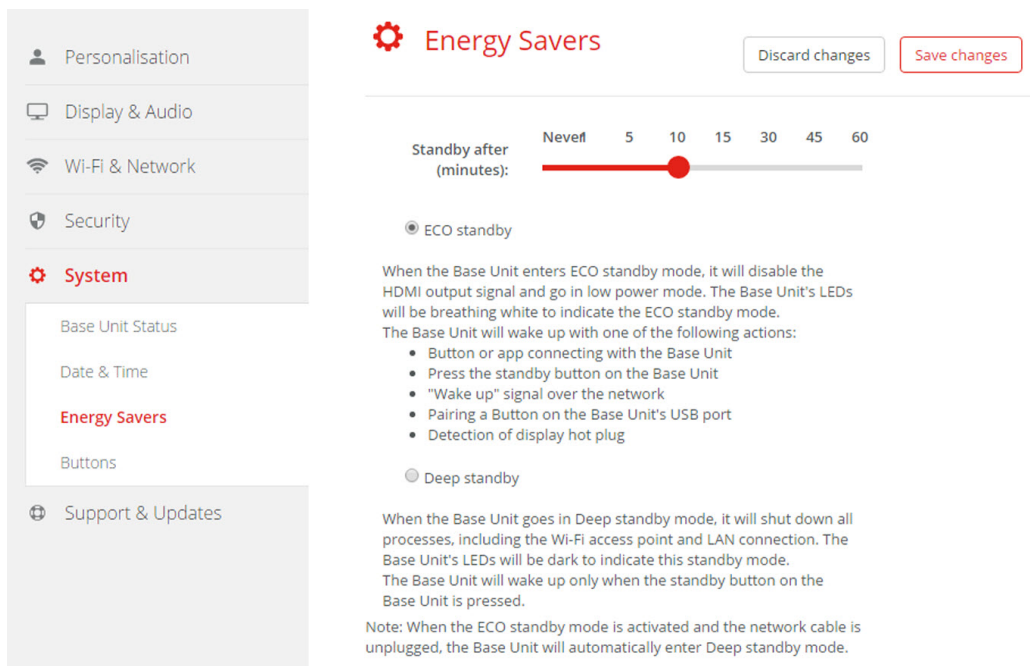 Personalisation
Display & Audio
Wi-Fi & Network
Security
System
Base Unit Status
Date & Time
Energy Savers
Buttons
Support & Updates
Energy Savers
Discard changes
Save changes
Standby after
(minutes):
Never 1 5 10 15 30 45 60
ECO standby
When the Base Unit enters ECO standby mode, it will disable the
HDMI output signal and go in low power mode. The Base Unit's LEDs
will be breathing white to indicate the ECO standby mode.
The Base Unit will wake up with one of the following actions:
• Button or app connecting with the Base Unit
• Press the standby button on the Base Unit
• "Wake up" signal over the network
• Pairing a Button on the Base Unit's USB port
• Detection of display hot plug
Deep standby
When the Base Unit goes in Deep standby mode, it will shut down all
processes, including the Wi-Fi access point and LAN connection. The
Base Unit's LEDs will be dark to indicate this standby mode.
The Base Unit will wake up only when the standby button on the
Base Unit is pressed.
Note: When the ECO standby mode is activated and the network cable is
unplugged, the Base Unit will automatically enter Deep standby mode.